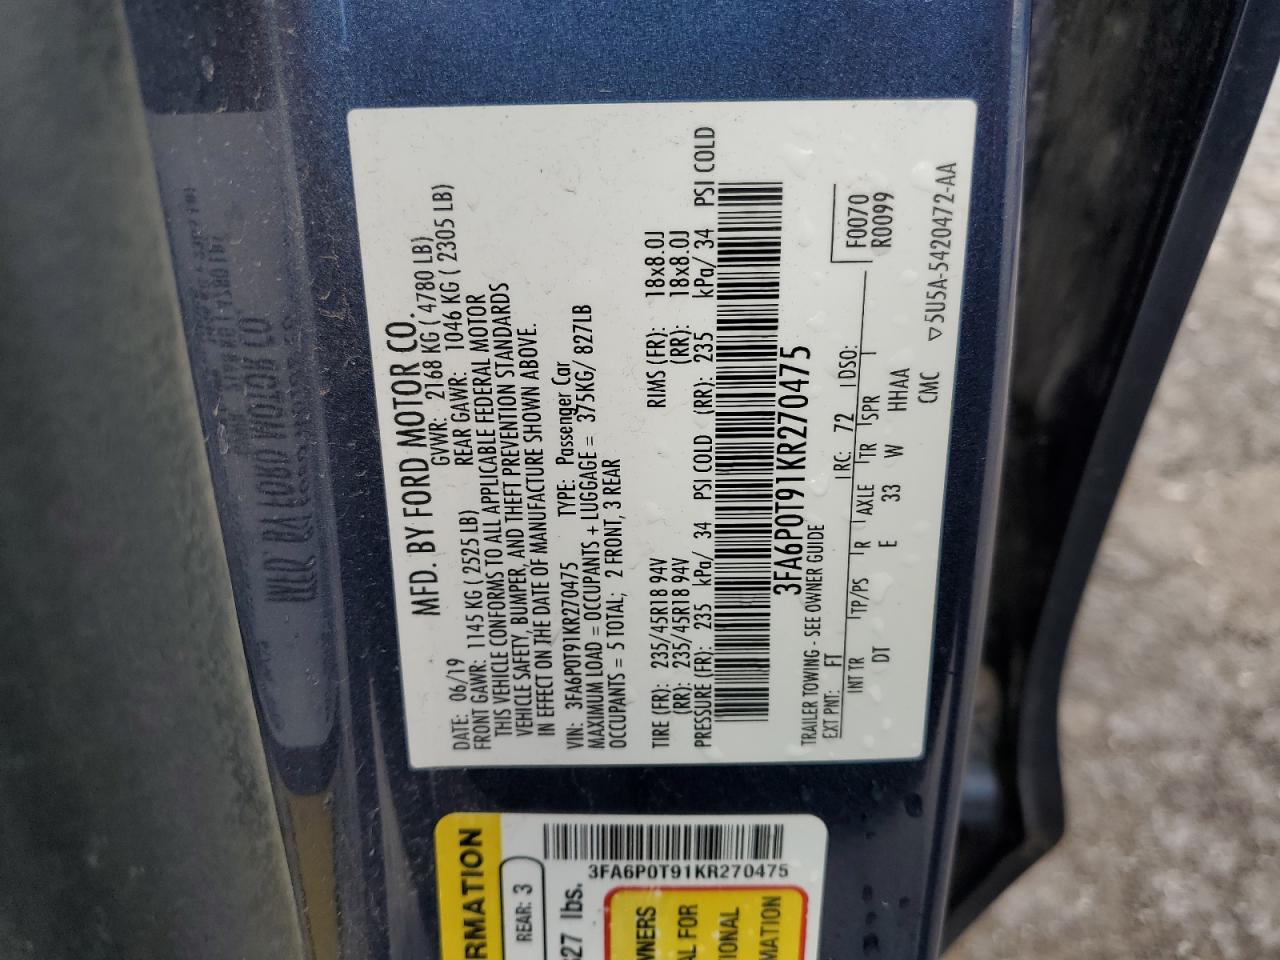 MFD. BY FORD MOTOR CO.
DATE: 06/19 GVWR: 2168 KG ( 4780 LB)
FRONT GAWR: 1145 KG ( 2525 LB) REAR GAWR: 1046 KG ( 2305 LB)
THIS VEHICLE CONFORMS TO ALL APPLICABLE FEDERAL MOTOR
VEHICLE SAFETY, BUMPER, AND THEFT PREVENTION STANDARDS
IN EFFECT ON THE DATE OF MANUFACTURE SHOWN ABOVE.
VIN: 3FA6P0T91KR270475 TYPE: Passenger Car
MAXIMUM LOAD = OCCUPANTS + LUGGAGE = 375KG/ 827LB
OCCUPANTS = 5 TOTAL; 2 FRONT, 3 REAR
TIRE (FR): 235/45R18 94V RIMS (FR): 18x8.0J
(RR): 235/45R18 94V (RR): 18x8.0J
PRESSURE (FR): 235 kPa/ 34 PSI COLD (RR): 235 kPa/ 34 PSI COLD
3FA6P0T91KR270475
TRAILER TOWING - SEE OWNER GUIDE F0070
EXT PNT: FT RC: 72 DSO: R0099
INT TR TP/PS R AXLE TR SPR
DT E 33 W HHAA
CMC
▽5U5A-5420472-AA
RMATION
REAR: 3
27 lbs.
3FA6P0T91KR270475
WNERS
AL FOR
IONAL
MATION